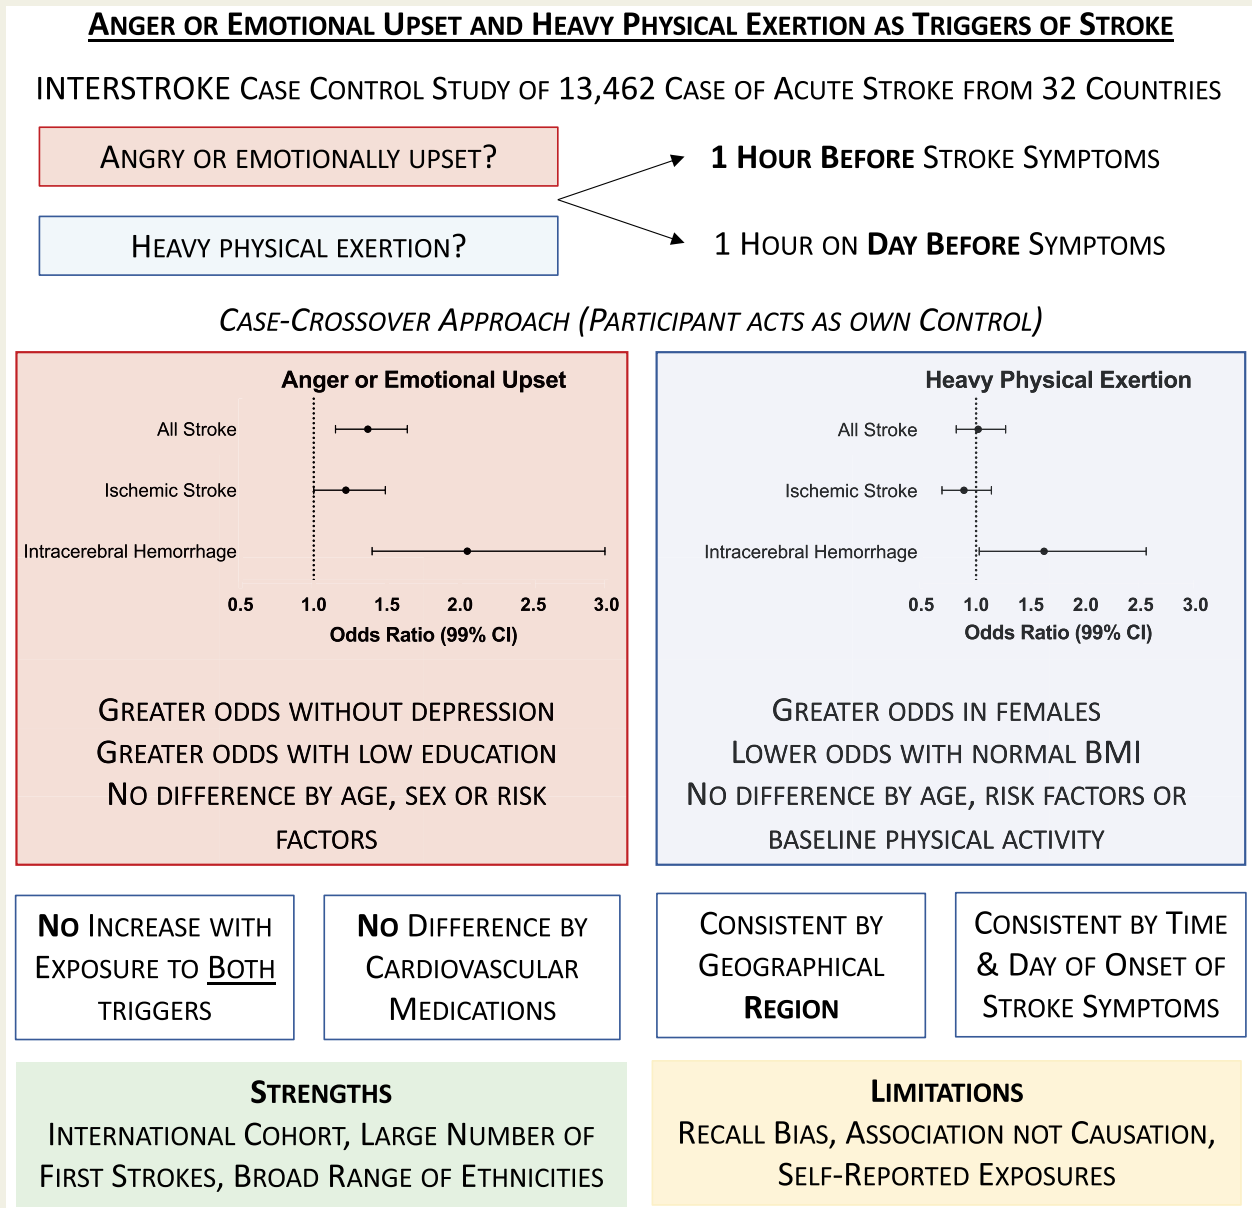 ANGER OR EMOTIONAL UPSET AND HEAVY PHYSICAL EXERTION AS TRIGGERS OF STROKE
INTERSTROKE CASE CONTROL STUDY OF 13,462 CASE OF ACUTE STROKE FROM 32 COUNTRIES
ANGRY OR EMOTIONALLY UPSET?
1 HOUR BEFORE STROKE SYMPTOMS
HEAVY PHYSICAL EXERTION?
1 HOUR ON DAY BEFORE SYMPTOMS
CASE-CROSSOVER APPROACH (PARTICIPANT ACTS AS OWN CONTROL)
Anger or Emotional Upset
All Stroke
Ischemic Stroke
Intracerebral Hemorrhage
0.5 1.0 1.5 2.0 2.5 3.0
Odds Ratio (99% CI)
GREATER ODDS WITHOUT DEPRESSION
GREATER ODDS WITH LOW EDUCATION
NO DIFFERENCE BY AGE, SEX OR RISK
FACTORS
Heavy Physical Exertion
All Stroke
Ischemic Stroke
Intracerebral Hemorrhage
0.5 1.0 1.5 2.0 2.5 3.0
Odds Ratio (99% CI)
GREATER ODDS IN FEMALES
LOWER ODDS WITH NORMAL BMI
NO DIFFERENCE BY AGE, RISK FACTORS OR
BASELINE PHYSICAL ACTIVITY
NO INCREASE WITH
EXPOSURE TO BOTH
TRIGGERS
NO DIFFERENCE BY
CARDIOVASCULAR
MEDICATIONS
CONSISTENT BY
GEOGRAPHICAL
REGION
CONSISTENT BY TIME
& DAY OF ONSET OF
STROKE SYMPTOMS
STRENGTHS
INTERNATIONAL COHORT, LARGE NUMBER OF
FIRST STROKES, BROAD RANGE OF ETHNICITIES
LIMITATIONS
RECALL BIAS, ASSOCIATION NOT CAUSATION,
SELF-REPORTED EXPOSURES